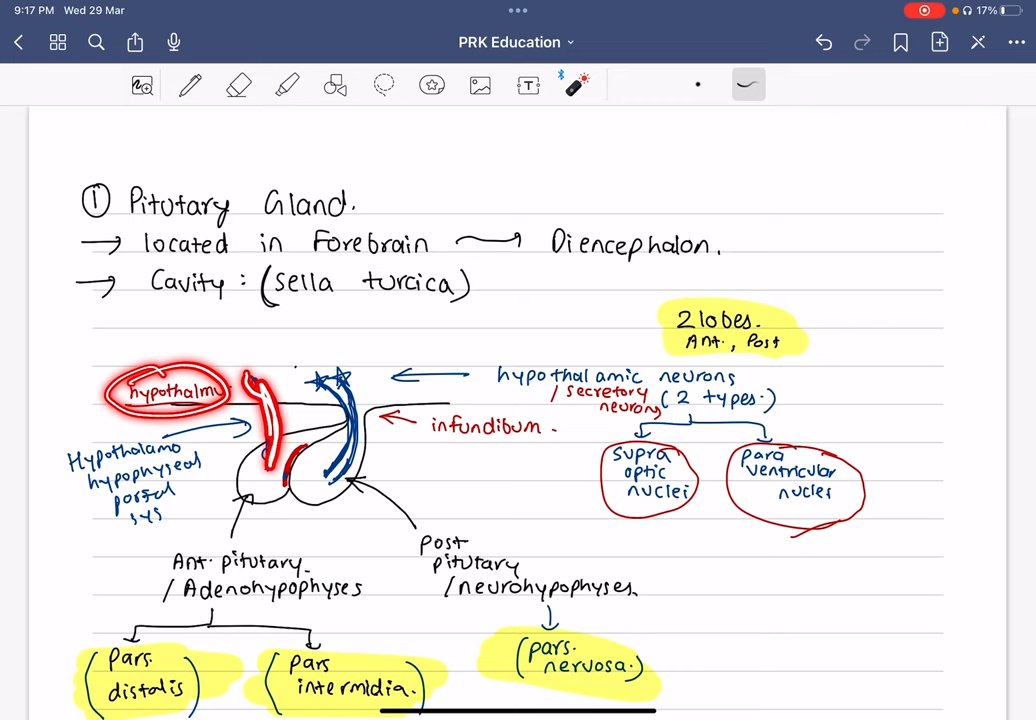 9:17 PM Wed 29 Mar
17%
PRK Education
① Pitutary Gland.
→ located in Forebrain → Diencephalon.
→ Cavity : (sella turcica)
2 lobes.
Ant., Post
hypothalmu
hypothalamic neurons
/ secretory neurons
(2 types.)
infundibum.
Hypothalamo
hypophyseal
portal
sys
supra
optic
nuclei
para
ventricular
nuclei
Ant. pitutary.
/ Adenohypophyses
post
pitutary
/neurohypophyses.
(pars.
nervosa.)
(Pars.
distalis)
(Pars
intermidia.)